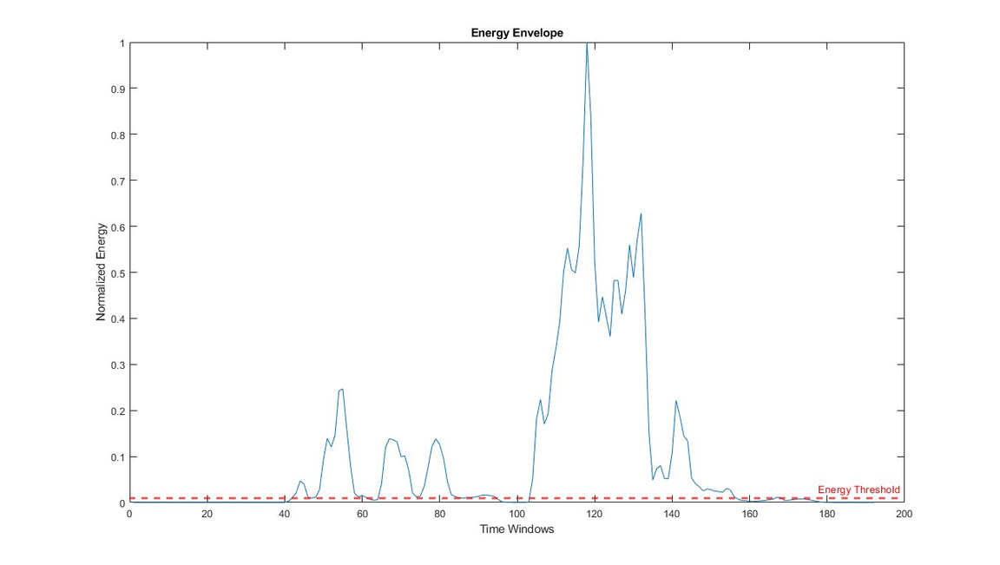 Energy Envelope
1
0.9
0.8
0.7
0.6
0.5
0.4
0.3
0.2
0.1
0
Normalized Energy
Energy Threshold
0 20 40 60 80 100 120 140 160 180 200
Time Windows